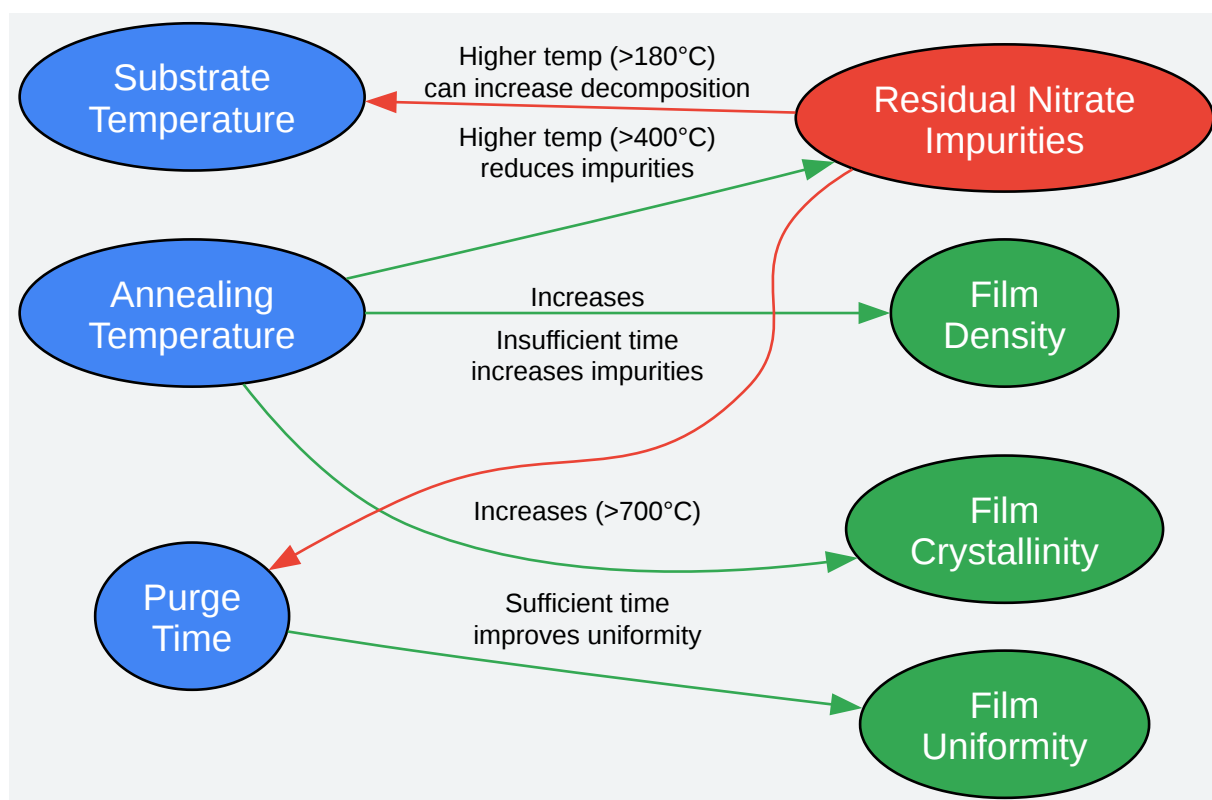 Substrate
Temperature
Higher temp (>180°C)
can increase decomposition
Residual Nitrate
Impurities
Higher temp (>400°C)
reduces impurities
Annealing
Temperature
Increases
Film
Density
Insufficient time
increases impurities
Increases (>700°C)
Film
Crystallinity
Purge
Time
Sufficient time
improves uniformity
Film
Uniformity